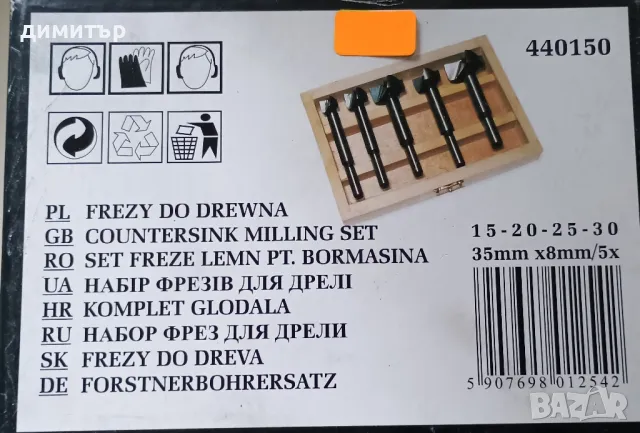 димитър
440150
PL FREZY DO DREWNA
GB COUNTERSINK MILLING SET
RO SET FREZE LEMN PT. BORMASINA
UA НАБІР ФРЕЗІВ ДЛЯ ДРЕЛІ
HR KOMPLET GLODALA
RU НАБОР ФРЕЗ ДЛЯ ДРЕЛИ
SK FREZY DO DREVA
DE FORSTNERBOHRERSATZ
15-20-25-30
35mm x8mm/5x
5 907698 012542
BAZAR